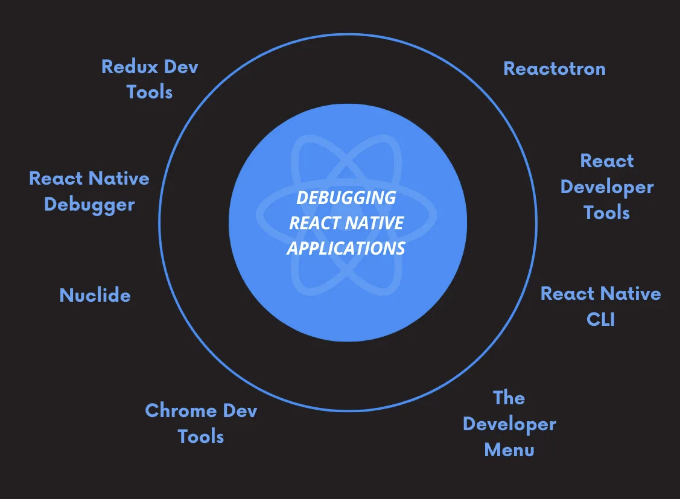 Redux Dev
Tools
Reactotron
React Native
Debugger
DEBUGGING
REACT NATIVE
APPLICATIONS
React
Developer
Tools
Nuclide
React Native
CLI
Chrome Dev
Tools
The
Developer
Menu